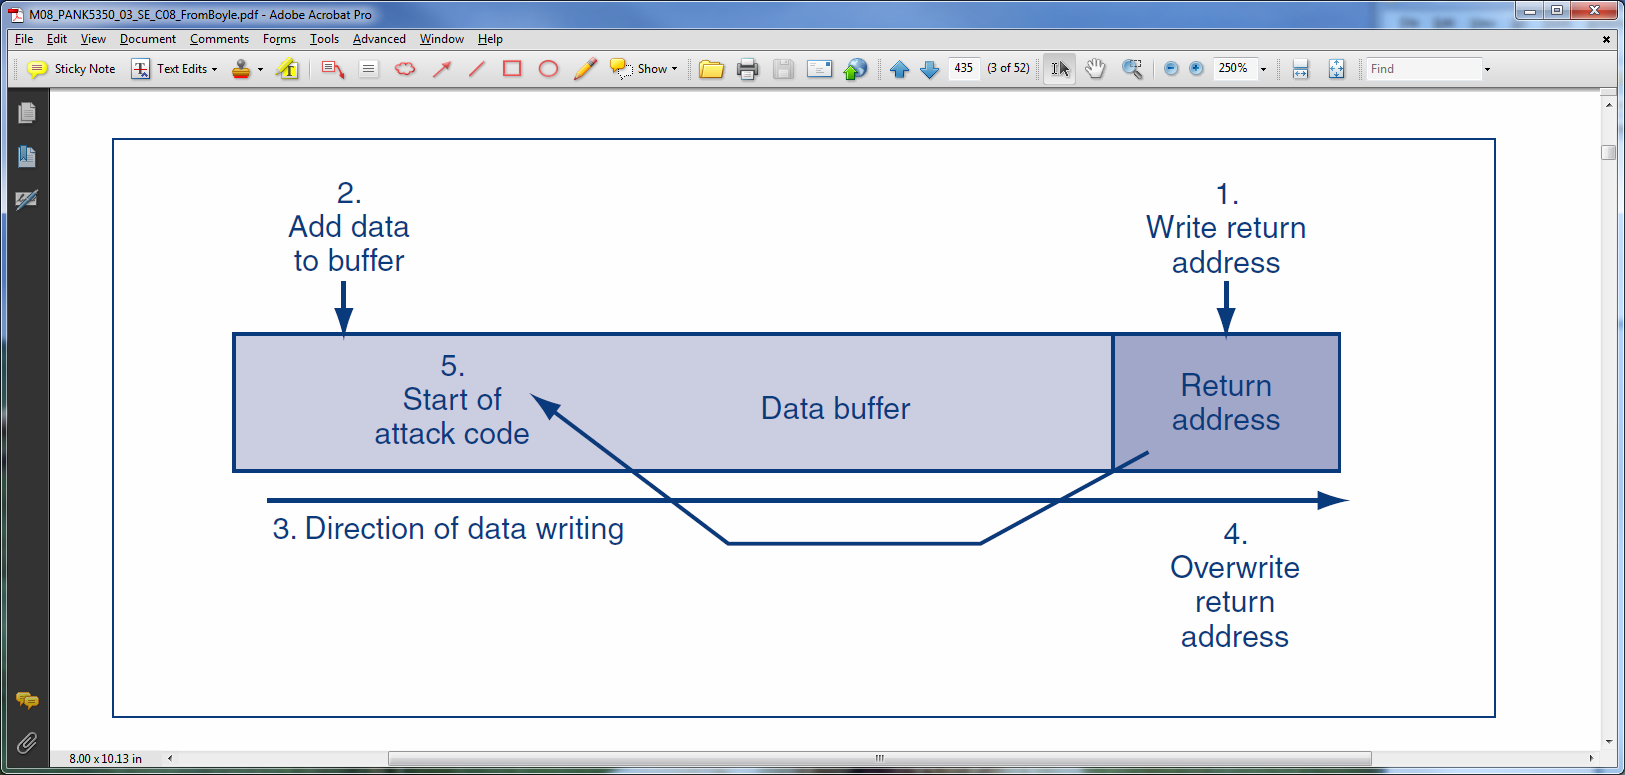 M08_PANK5350_03_SE_C08_FromBoyle.pdf - Adobe Acrobat Pro
File Edit View Document Comments Forms Tools Advanced Window Help
Sticky Note Text Edits Show 435 (3 of 52) 250% Find
2.
Add data
to buffer
1.
Write return
address
5.
Start of
attack code
Data buffer
Return
address
3. Direction of data writing
4.
Overwrite
return
address
8.00 x 10.13 in